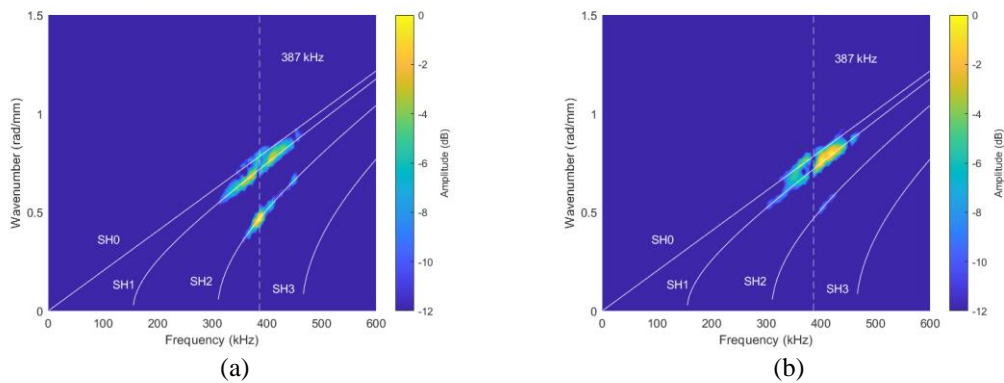 1.5
1
0.5
0
Wavenumber (rad/mm)
387 kHz
SH0
SH1
SH2
SH3
0 100 200 300 400 500 600
Frequency (kHz)
0
-2
-4
-6
-8
-10
-12
Amplitude (dB)
(a)
1.5
1
0.5
0
Wavenumber (rad/mm)
387 kHz
SH0
SH1
SH2
SH3
0 100 200 300 400 500 600
Frequency (kHz)
0
-2
-4
-6
-8
-10
-12
Amplitude (dB)
(b)